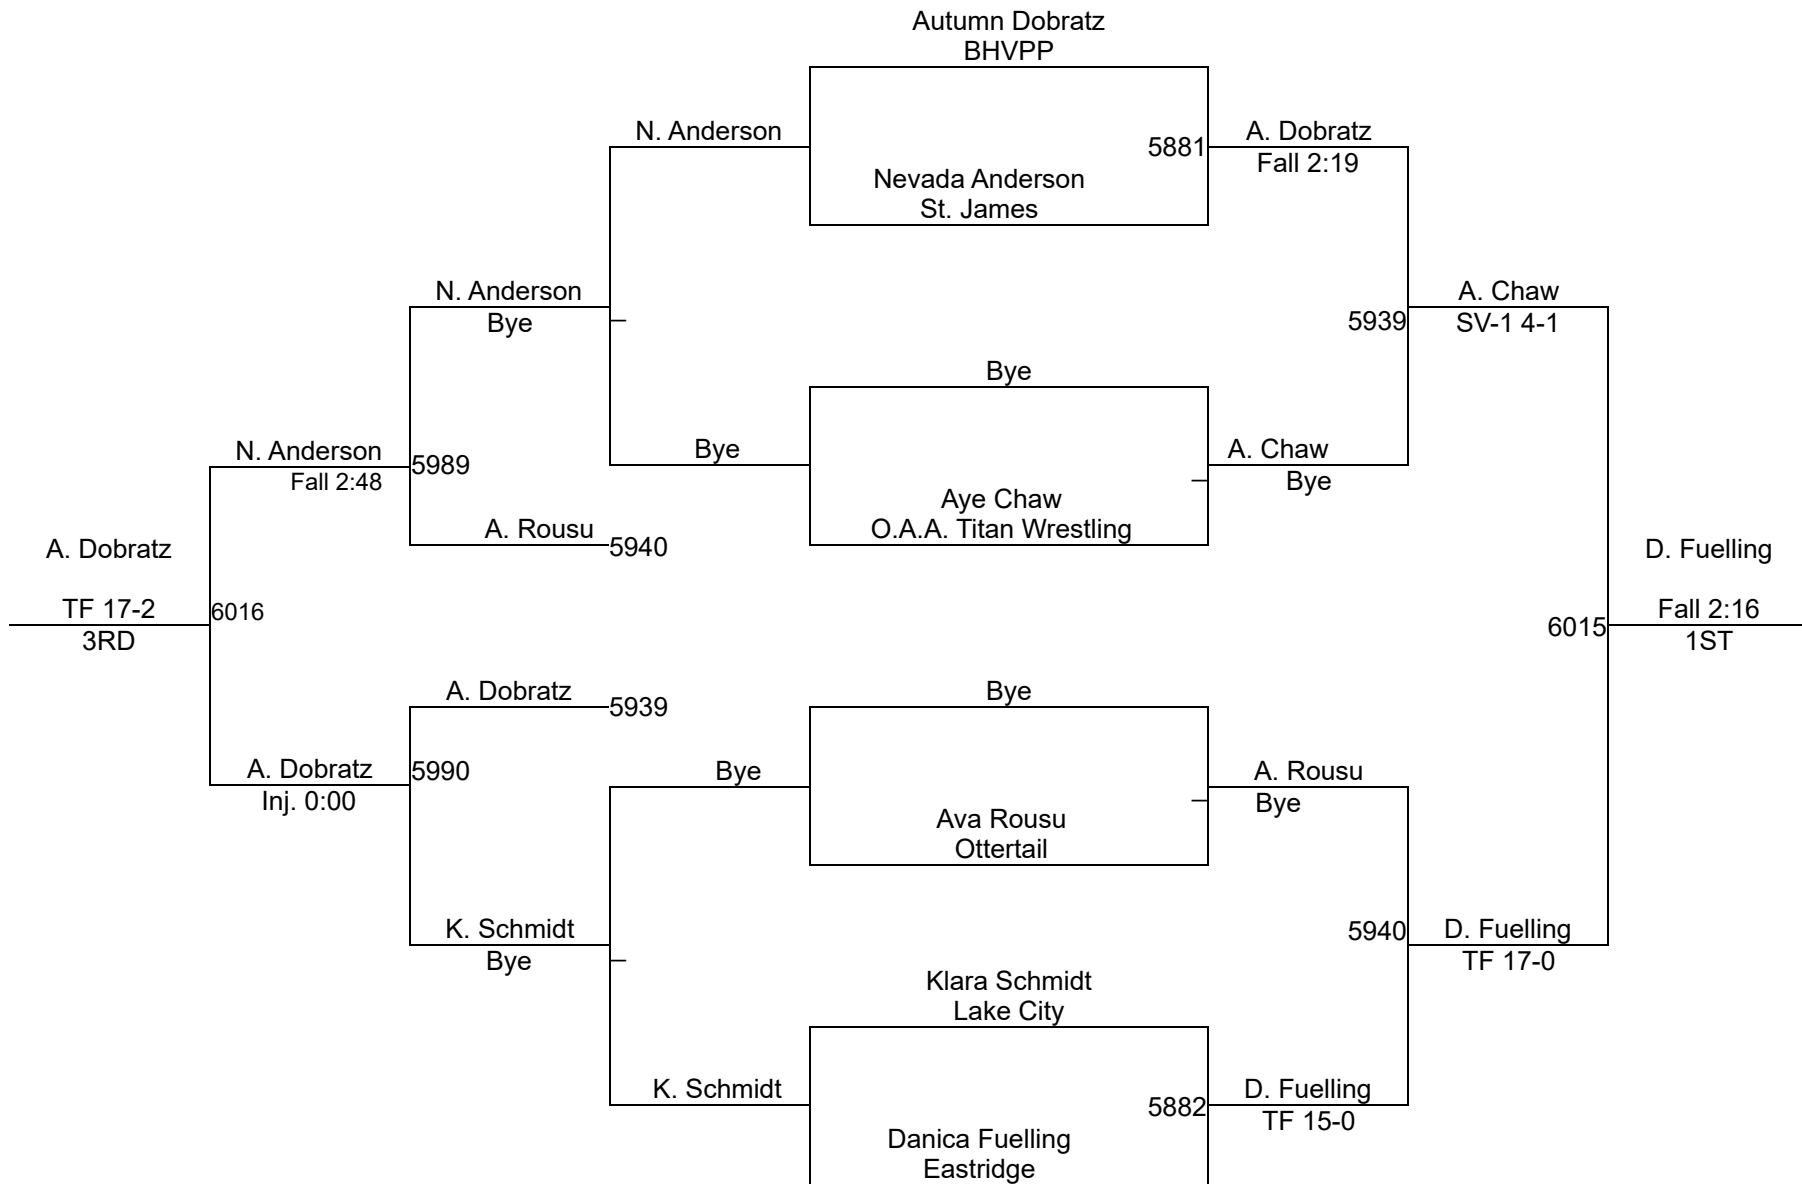 Autumn Dobratz
BHVPP
N. Anderson
5881
A. Dobratz
Fall 2:19
Nevada Anderson
St. James
N. Anderson
Bye
5939
A. Chaw
SV-1 4-1
Bye
Bye
A. Chaw
Bye
N. Anderson
Fall 2:48
5989
Aye Chaw
O.A.A. Titan Wrestling
A. Rousu
5940
A. Dobratz
TF 17-2
3RD
6016
D. Fuelling
Fall 2:16
1ST
6015
A. Dobratz
5939
Bye
A. Dobratz
Inj. 0:00
5990
Bye
A. Rousu
Bye
Ava Rousu
Ottertail
K. Schmidt
Bye
5940
D. Fuelling
TF 17-0
Klara Schmidt
Lake City
K. Schmidt
5882
D. Fuelling
TF 15-0
Danica Fuelling
Eastridge